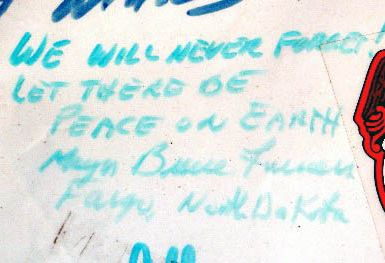 WE WILL NEVER FORGET!
LET THERE BE
PEACE ON EARTH
Mayor Bruce Furness
Fargo, North Dakota